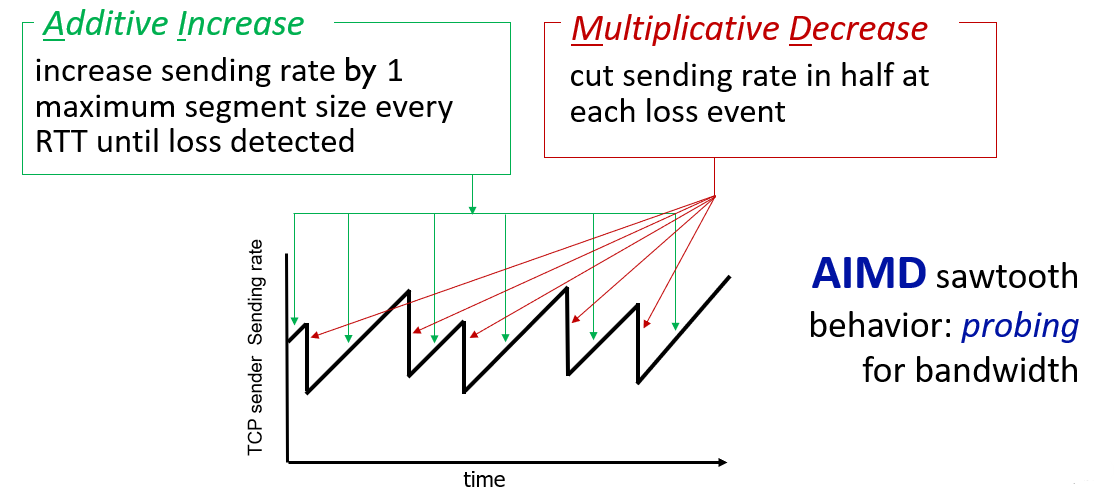 Additive Increase
increase sending rate by 1
maximum segment size every
RTT until loss detected
Multiplicative Decrease
cut sending rate in half at
each loss event
TCP sender Sending rate
time
AIMD sawtooth
behavior: probing
for bandwidth